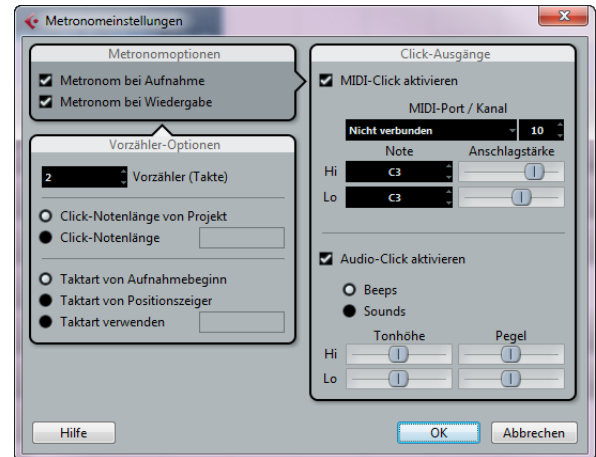 Metronomeinstellungen
Metronomoptionen
Metronom bei Aufnahme
Metronom bei Wiedergabe
Vorzähler-Optionen
2 Vorzähler (Takte)
Click-Notenlänge von Projekt
Click-Notenlänge
Taktart von Aufnahmebeginn
Taktart von Positionszeiger
Taktart verwenden
Click-Ausgänge
MIDI-Click aktivieren
MIDI-Port / Kanal
Nicht verbunden 10
Note Anschlagstärke
Hi C3
Lo C3
Audio-Click aktivieren
Beeps
Sounds
Tonhöhe Pegel
Hi
Lo
Hilfe OK Abbrechen